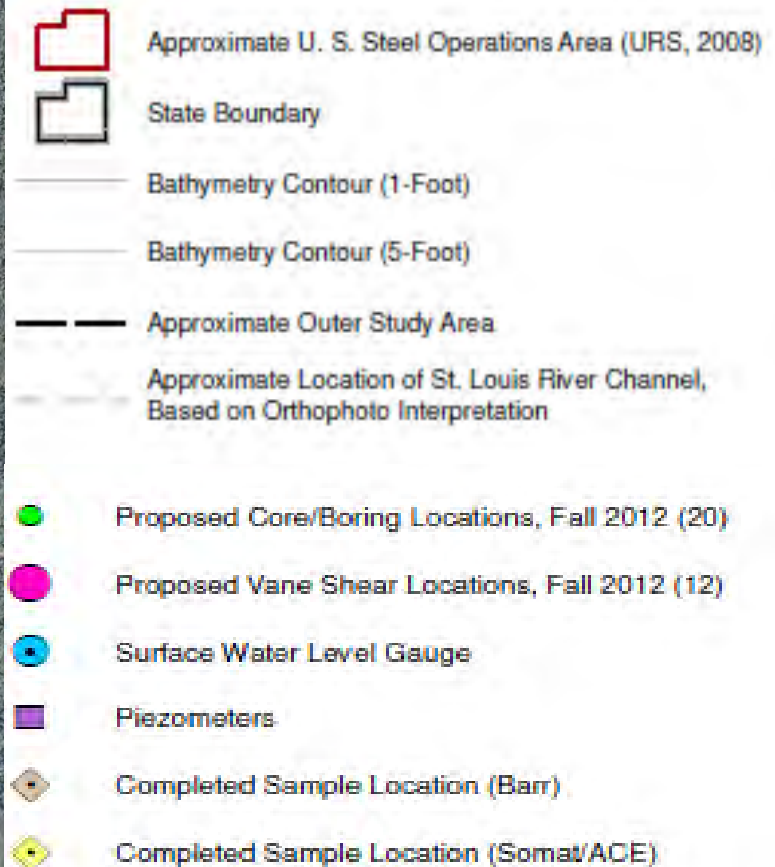 Approximate U. S. Steel Operations Area (URS, 2008)
State Boundary
Bathymetry Contour (1-Foot)
Bathymetry Contour (5-Foot)
Approximate Outer Study Area
Approximate Location of St. Louis River Channel,
Based on Orthophoto Interpretation
Proposed Core/Boring Locations, Fall 2012 (20)
Proposed Vane Shear Locations, Fall 2012 (12)
Surface Water Level Gauge
Piezometers
Completed Sample Location (Barr)
Completed Sample Location (Somat/ACE)